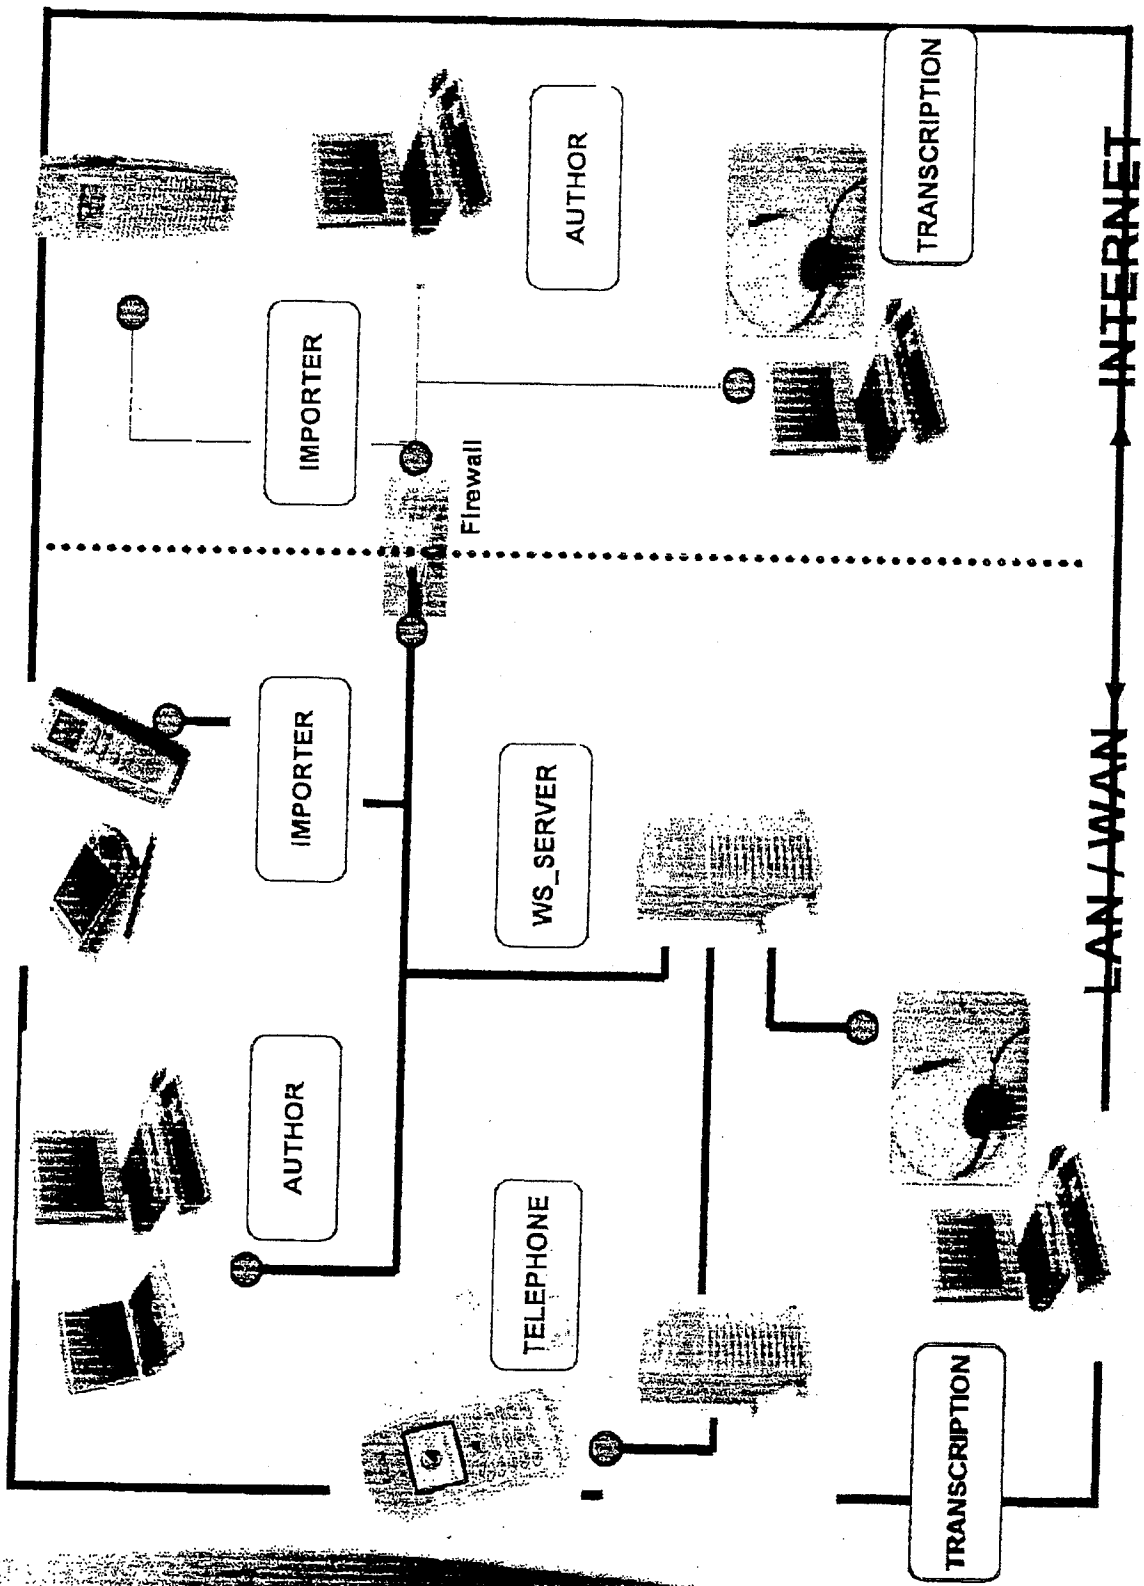 AUTHOR
IMPORTER
IMPORTER
Firewall
TELEPHONE
WS_SERVER
AUTHOR
TRANSCRIPTION
TRANSCRIPTION
LAN / WAN
INTERNET